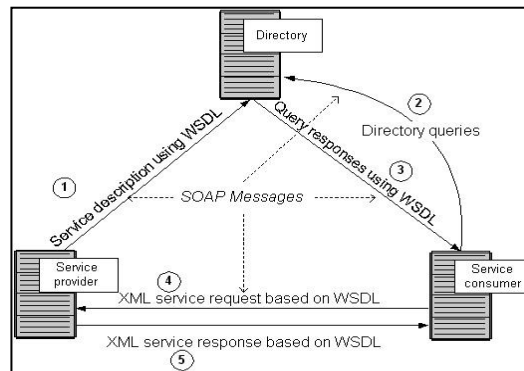 Directory
2
Directory queries
Query responses using WSDL
3
Service description using WSDL
1
SOAP Messages
Service
provider
Service
consumer
4
XML service request based on WSDL
XML service response based on WSDL
5